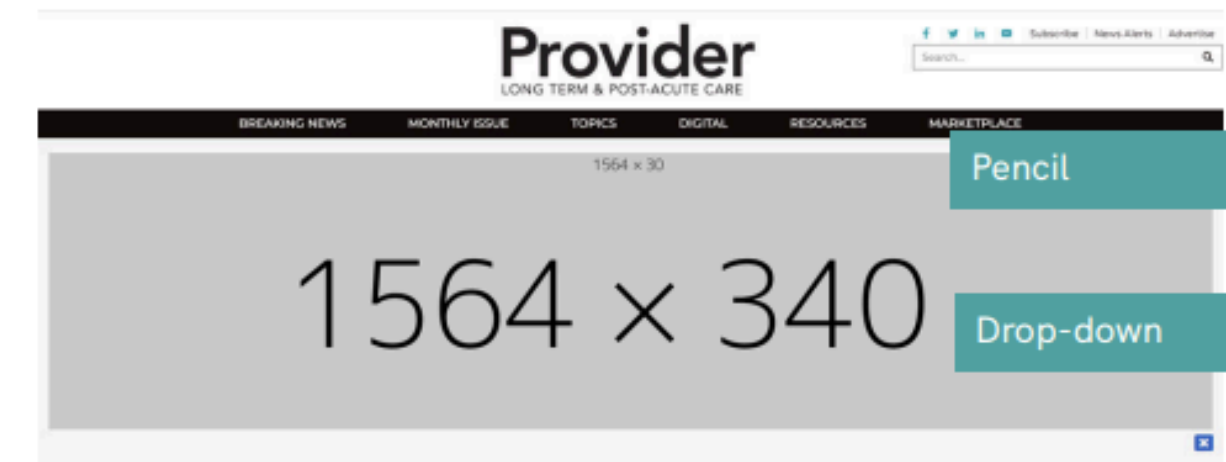 Provider
LONG TERM & POST-ACUTE CARE
Subscribe | News Alerts | Advertise
Search...
BREAKING NEWS MONTHLY ISSUE TOPICS DIGITAL RESOURCES MARKETPLACE
1564 × 30
Pencil
1564 × 340
Drop-down